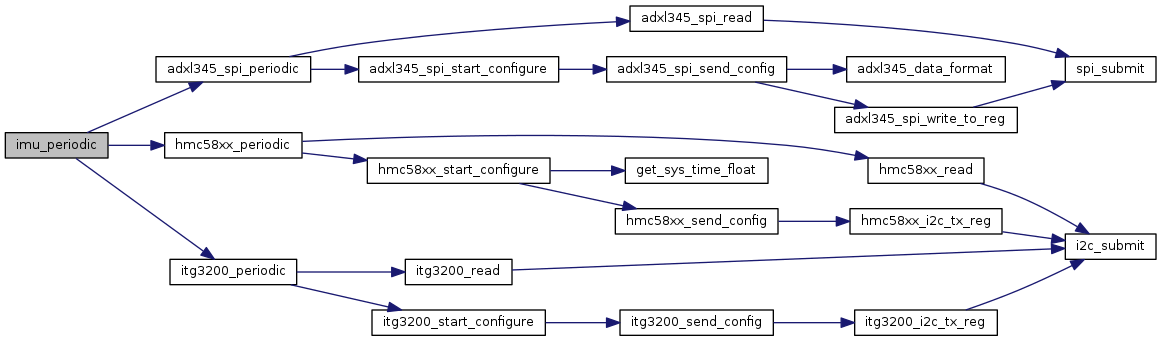 adxl345_spi_read
adxl345_spi_periodic
adxl345_spi_start_configure
adxl345_spi_send_config
adxl345_data_format
spi_submit
adxl345_spi_write_to_reg
imu_periodic
hmc58xx_periodic
hmc58xx_start_configure
get_sys_time_float
hmc58xx_read
hmc58xx_send_config
hmc58xx_i2c_tx_reg
i2c_submit
itg3200_periodic
itg3200_read
itg3200_start_configure
itg3200_send_config
itg3200_i2c_tx_reg